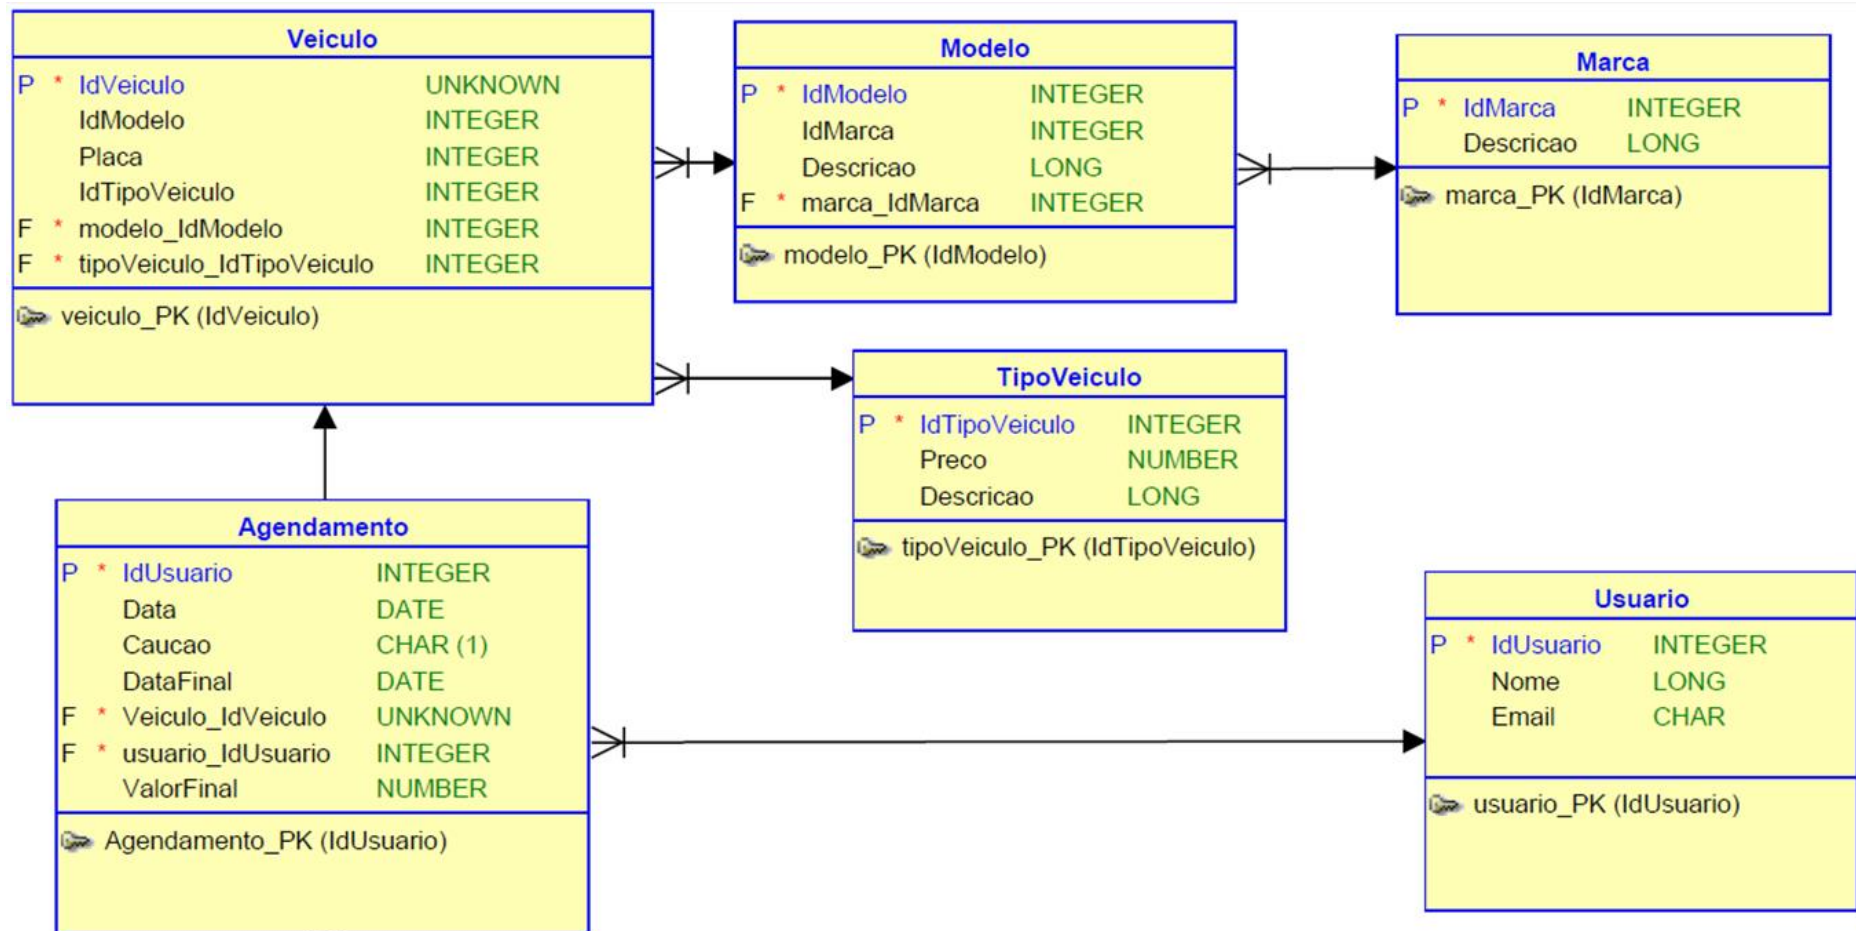 Veiculo
P * IdVeiculo UNKNOWN
IdModelo INTEGER
Placa INTEGER
IdTipoVeiculo INTEGER
F * modelo_IdModelo INTEGER
F * tipoVeiculo_IdTipoVeiculo INTEGER
veiculo_PK (IdVeiculo)
Modelo
P * IdModelo INTEGER
IdMarca INTEGER
Descricao LONG
F * marca_IdMarca INTEGER
modelo_PK (IdModelo)
Marca
P * IdMarca INTEGER
Descricao LONG
marca_PK (IdMarca)
TipoVeiculo
P * IdTipoVeiculo INTEGER
Preco NUMBER
Descricao LONG
tipoVeiculo_PK (IdTipoVeiculo)
Agendamento
P * IdUsuario INTEGER
Data DATE
Caucao CHAR (1)
DataFinal DATE
F * Veiculo_IdVeiculo UNKNOWN
F * usuario_IdUsuario INTEGER
ValorFinal NUMBER
Agendamento_PK (IdUsuario)
Usuario
P * IdUsuario INTEGER
Nome LONG
Email CHAR
usuario_PK (IdUsuario)